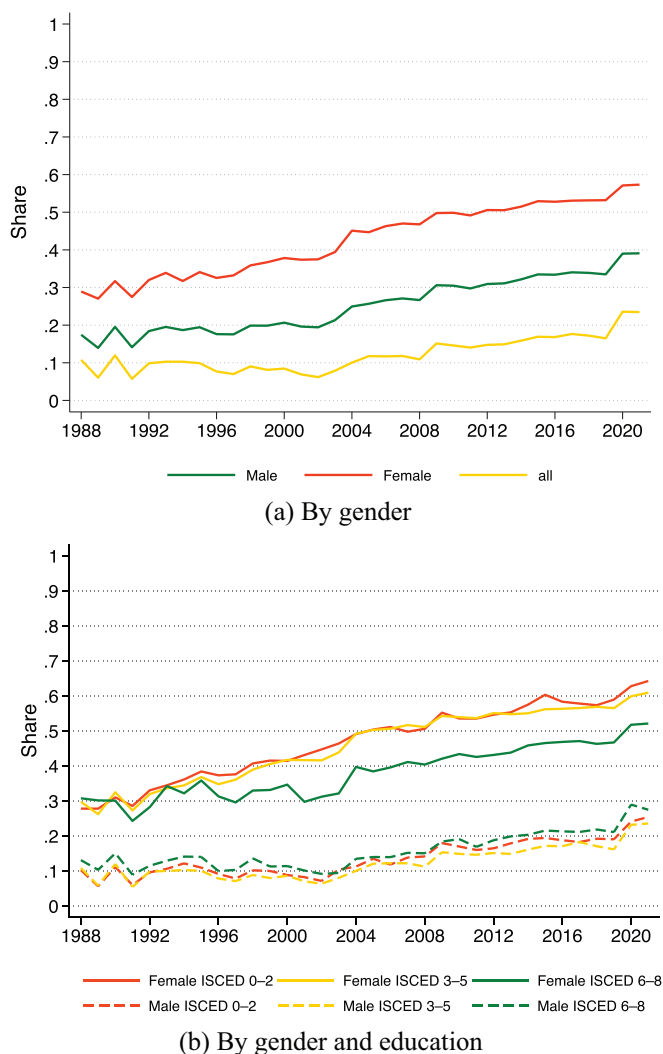 1
.9
.8
.7
.6
.5
.4
.3
.2
.1
0
Share
1988 1992 1996 2000 2004 2008 2012 2016 2020
Male Female all
(a) By gender
1
.9
.8
.7
.6
.5
.4
.3
.2
.1
0
Share
1988 1992 1996 2000 2004 2008 2012 2016 2020
Female ISCED 0–2 Female ISCED 3–5 Female ISCED 6–8
Male ISCED 0–2 Male ISCED 3–5 Male ISCED 6–8
(b) By gender and education